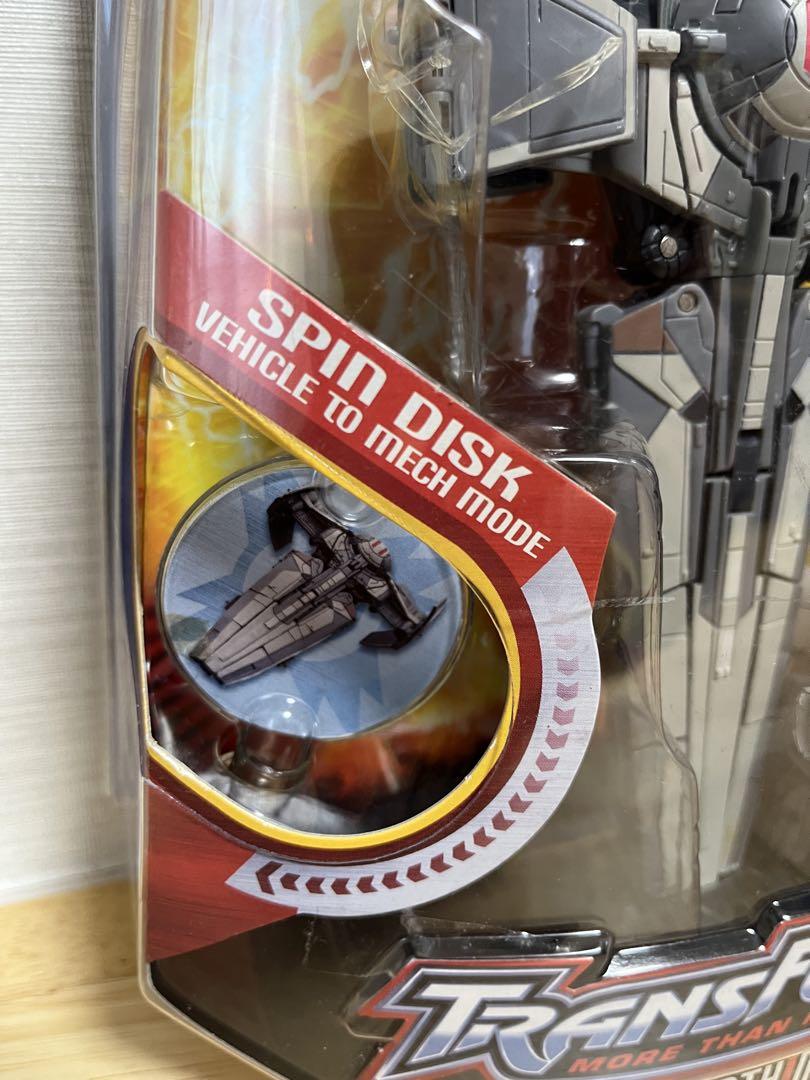 SPIN DISK
VEHICLE TO MECH MODE
TRANSF
MORE THAN